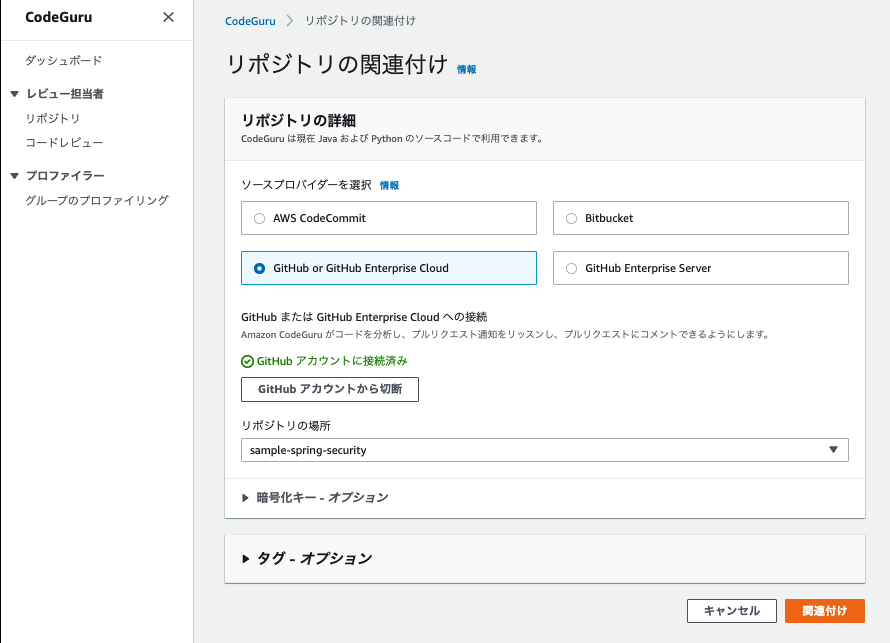 CodeGuru
ダッシュボード
レビュー担当者
リポジトリ
コードレビュー
プロファイラー
グループのプロファイリング
CodeGuru リポジトリの関連付け
リポジトリの関連付け 情報
リポジトリの詳細
CodeGuru は現在 Java および Python のソースコードで利用できます。
ソースプロバイダーを選択 情報
AWS CodeCommit
Bitbucket
GitHub or GitHub Enterprise Cloud
GitHub Enterprise Server
GitHub または GitHub Enterprise Cloud への接続
Amazon CodeGuru がコードを分析し、プルリクエスト通知をリッスンし、プルリクエストにコメントできるようにします。
GitHub アカウントに接続済み
GitHub アカウントから切断
リポジトリの場所
sample-spring-security
暗号化キー - オプション
タグ - オプション
キャンセル
関連付け